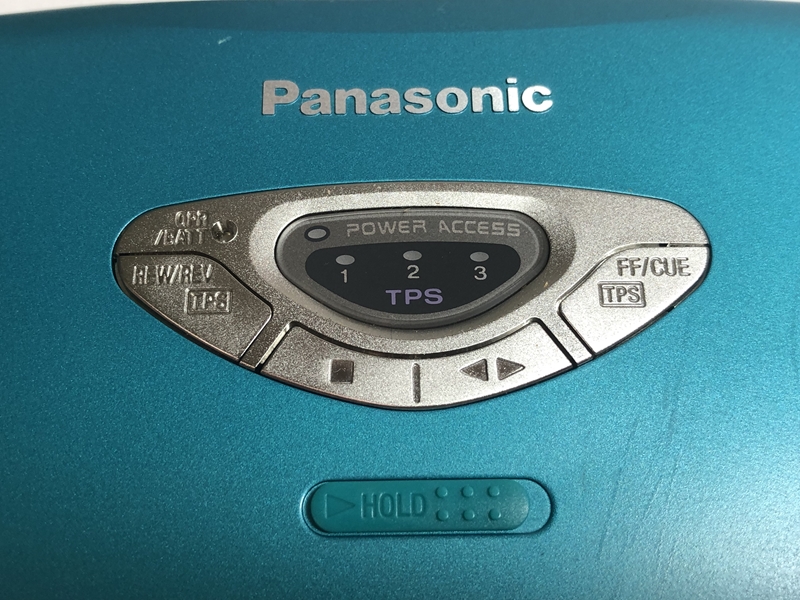 Panasonic
OPR
/BATT
POWER ACCESS
1 2 3
TPS
REW/REV
TPS
FF/CUE
TPS
HOLD